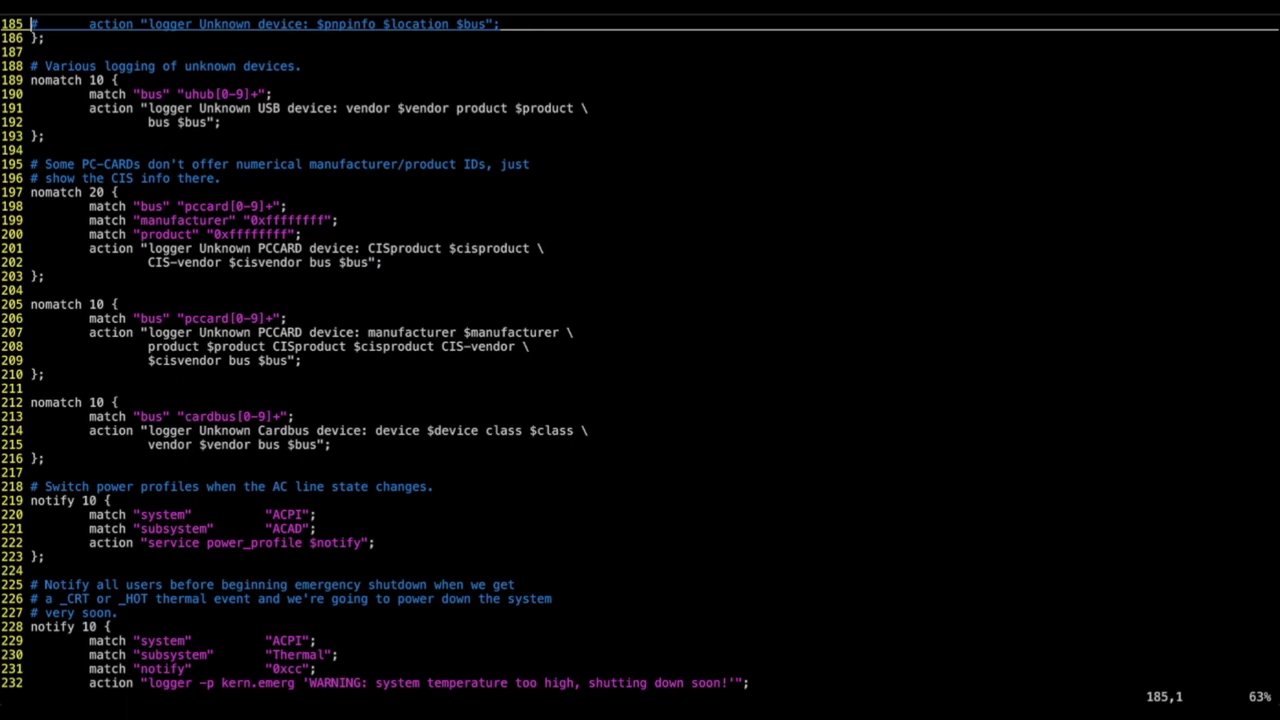 185 #       action "logger Unknown device: $pnpinfo $location $bus";
186 };
187
188 # Various logging of unknown devices.
189 nomatch 10 {
190         match "bus" "uhub[0-9]+";
191         action "logger Unknown USB device: vendor $vendor product $product \
192                 bus $bus";
193 };
194
195 # Some PC-CARDs don't offer numerical manufacturer/product IDs, just
196 # show the CIS info there.
197 nomatch 20 {
198         match "bus" "pccard[0-9]+";
199         match "manufacturer" "0xffffffff";
200         match "product" "0xffffffff";
201         action "logger Unknown PCCARD device: CISproduct $cisproduct \
202                 CIS-vendor $cisvendor bus $bus";
203 };
204
205 nomatch 10 {
206         match "bus" "pccard[0-9]+";
207         action "logger Unknown PCCARD device: manufacturer $manufacturer \
208                 product $product CISproduct $cisproduct CIS-vendor \
209                 $cisvendor bus $bus";
210 };
211
212 nomatch 10 {
213         match "bus" "cardbus[0-9]+";
214         action "logger Unknown Cardbus device: device $device class $class \
215                 vendor $vendor bus $bus";
216 };
217
218 # Switch power profiles when the AC line state changes.
219 notify 10 {
220         match "system"          "ACPI";
221         match "subsystem"       "ACAD";
222         action "service power_profile $notify";
223 };
224
225 # Notify all users before beginning emergency shutdown when we get
226 # a _CRT or _HOT thermal event and we're going to power down the system
227 # very soon.
228 notify 10 {
229         match "system"          "ACPI";
230         match "subsystem"       "Thermal";
231         match "notify"          "0xcc";
232         action "logger -p kern.emerg 'WARNING: system temperature too high, shutting down soon!'";
185,1 63%